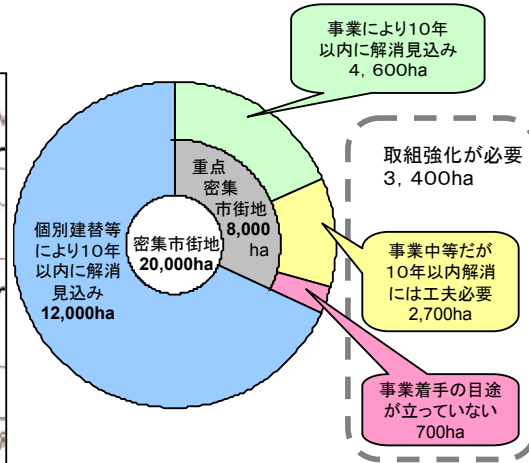 事業により10年
以内に解消見込み
4,600ha
取組強化が必要
3,400ha
重点
密集
市街地
8,000
ha
個別建替等
により10年
以内に解消
見込み
12,000ha
密集市街地
20,000ha
事業中等だが
10年以内解消
には工夫必要
2,700ha
事業着手の目途
が立っていない
700ha